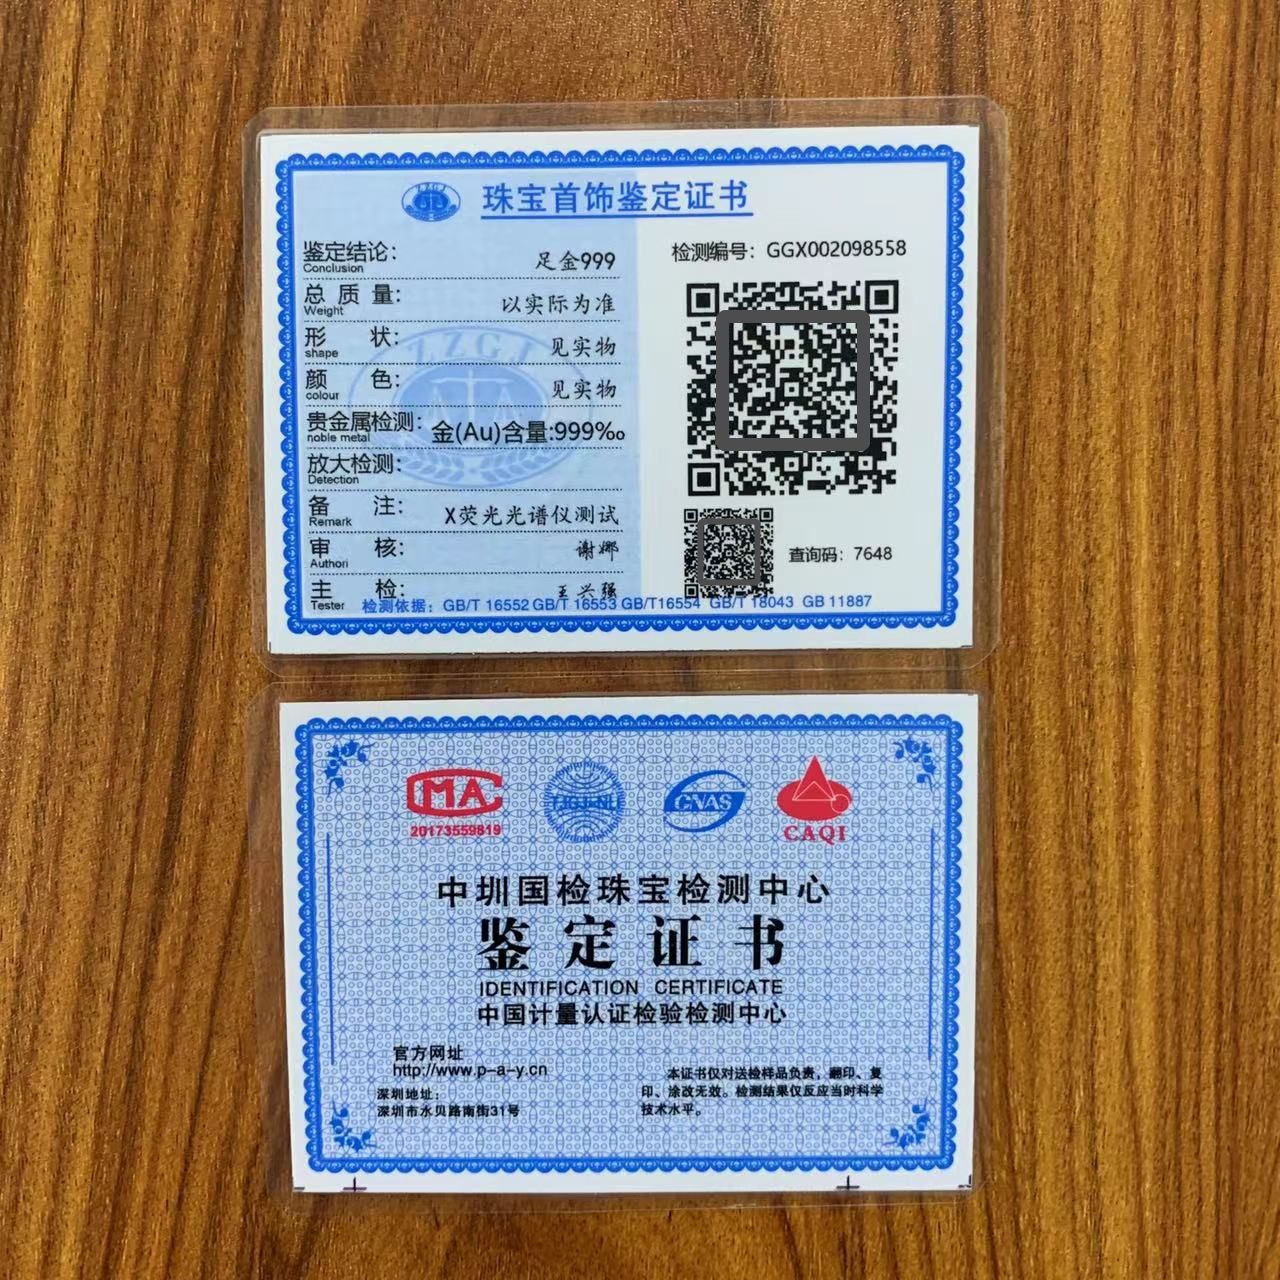 珠宝首饰鉴定证书
鉴定结论：
Conclusion
足金999
总质量：
Weight
以实际为准
形状：
shape
见实物
颜色：
colour
见实物
贵金属检测：
noble metal
金(Au)含量:999‰
放大检测：
Detection
备注：
Remark
X荧光光谱仪测试
审核：
Authori
谢娜
主检：
Tester
王兴强
检测依据：GB/T 16552 GB/T 16553 GB/T16554 GB/T 18043 GB 11887
检测编号：GGX002098558
查询码：7648
ZZGJ
CMA
20173559819
GNAS
CAQI
中圳国检珠宝检测中心
鉴定证书
IDENTIFICATION CERTIFICATE
中国计量认证检验检测中心
官方网址
http://www.p-a-y.cn
深圳地址：
深圳市水贝路南街31号
本证书仅对送检样品负责，翻印、复
印、涂改无效。检测结果仅反应当时科学
技术水平。